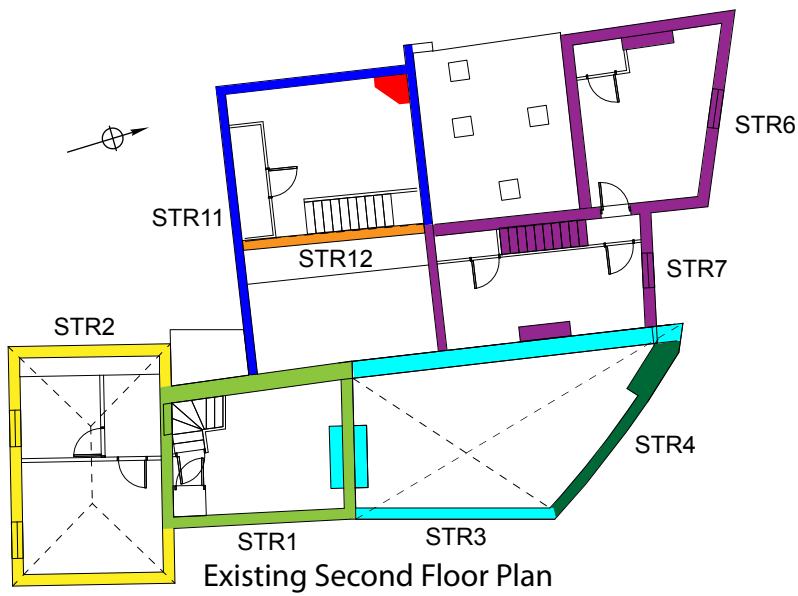 STR6
STR11
STR12
STR7
STR2
STR4
STR1
STR3
Existing Second Floor Plan